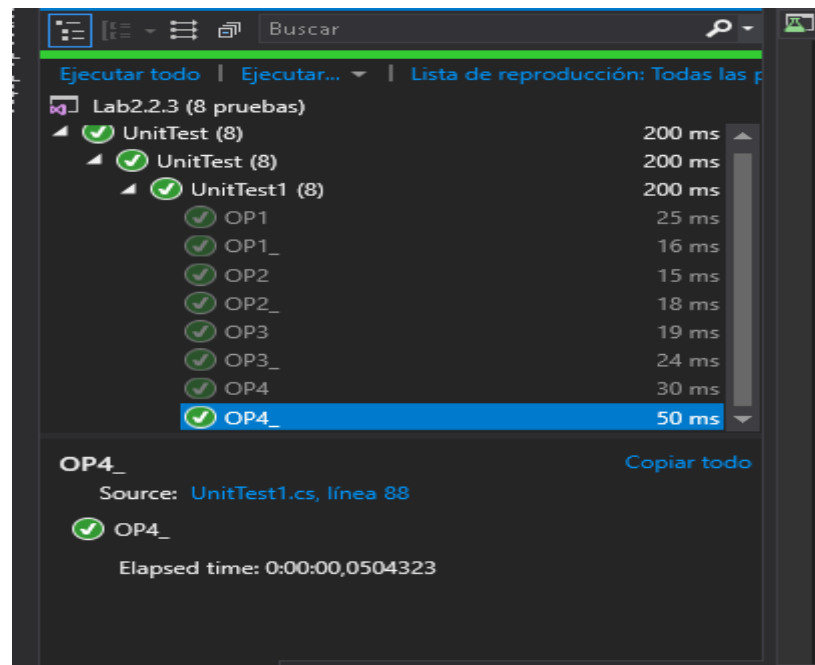 Buscar
Ejecutar todo | Ejecutar... | Lista de reproducción: Todas las
Lab2.2.3 (8 pruebas)
UnitTest (8) 200 ms
UnitTest (8) 200 ms
UnitTest1 (8) 200 ms
OP1 25 ms
OP1_ 16 ms
OP2 15 ms
OP2_ 18 ms
OP3 19 ms
OP3_ 24 ms
OP4 30 ms
OP4_ 50 ms
OP4_ Copiar todo
Source: UnitTest1.cs, línea 88
OP4_
Elapsed time: 0:00:00,0504323